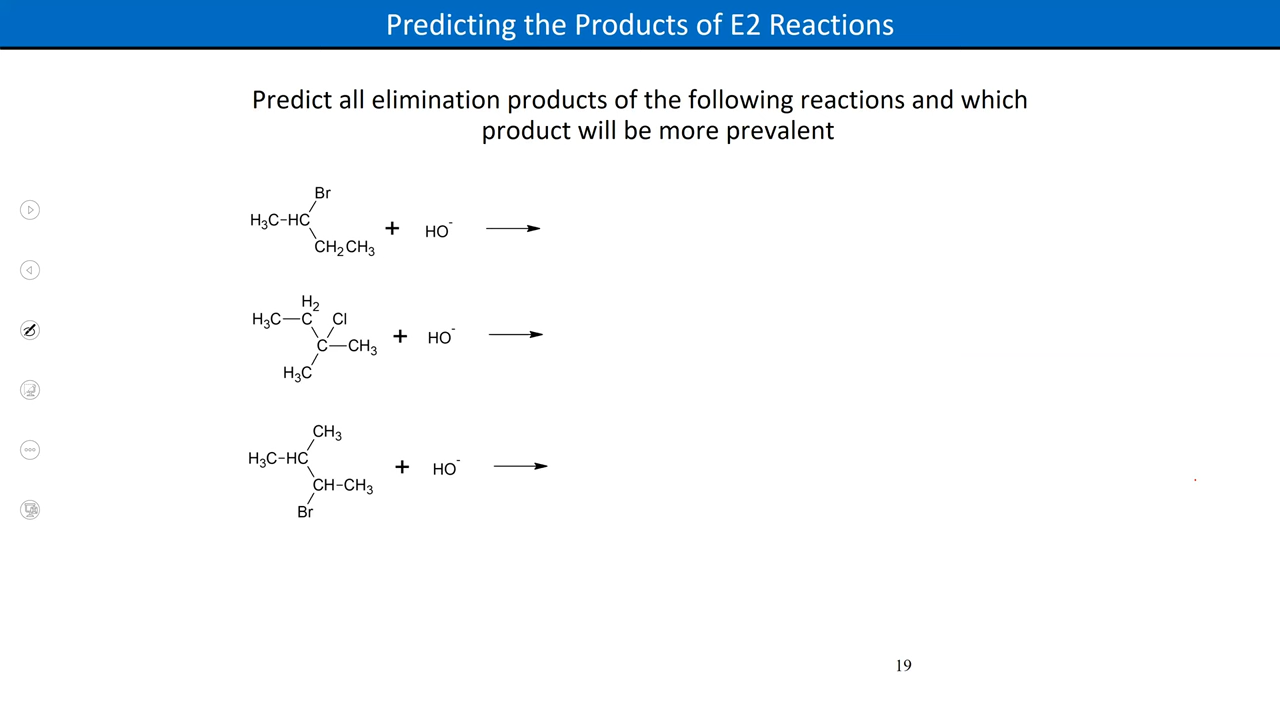 Predicting the Products of E2 Reactions
Predict all elimination products of the following reactions and which
product will be more prevalent
Br
H₃C-HC
CH₂CH₃
+ HO⁻
H₂
H₃C—C Cl
C—CH₃
H₃C
+ HO⁻
CH₃
H₃C-HC
CH-CH₃
Br
+ HO⁻
19